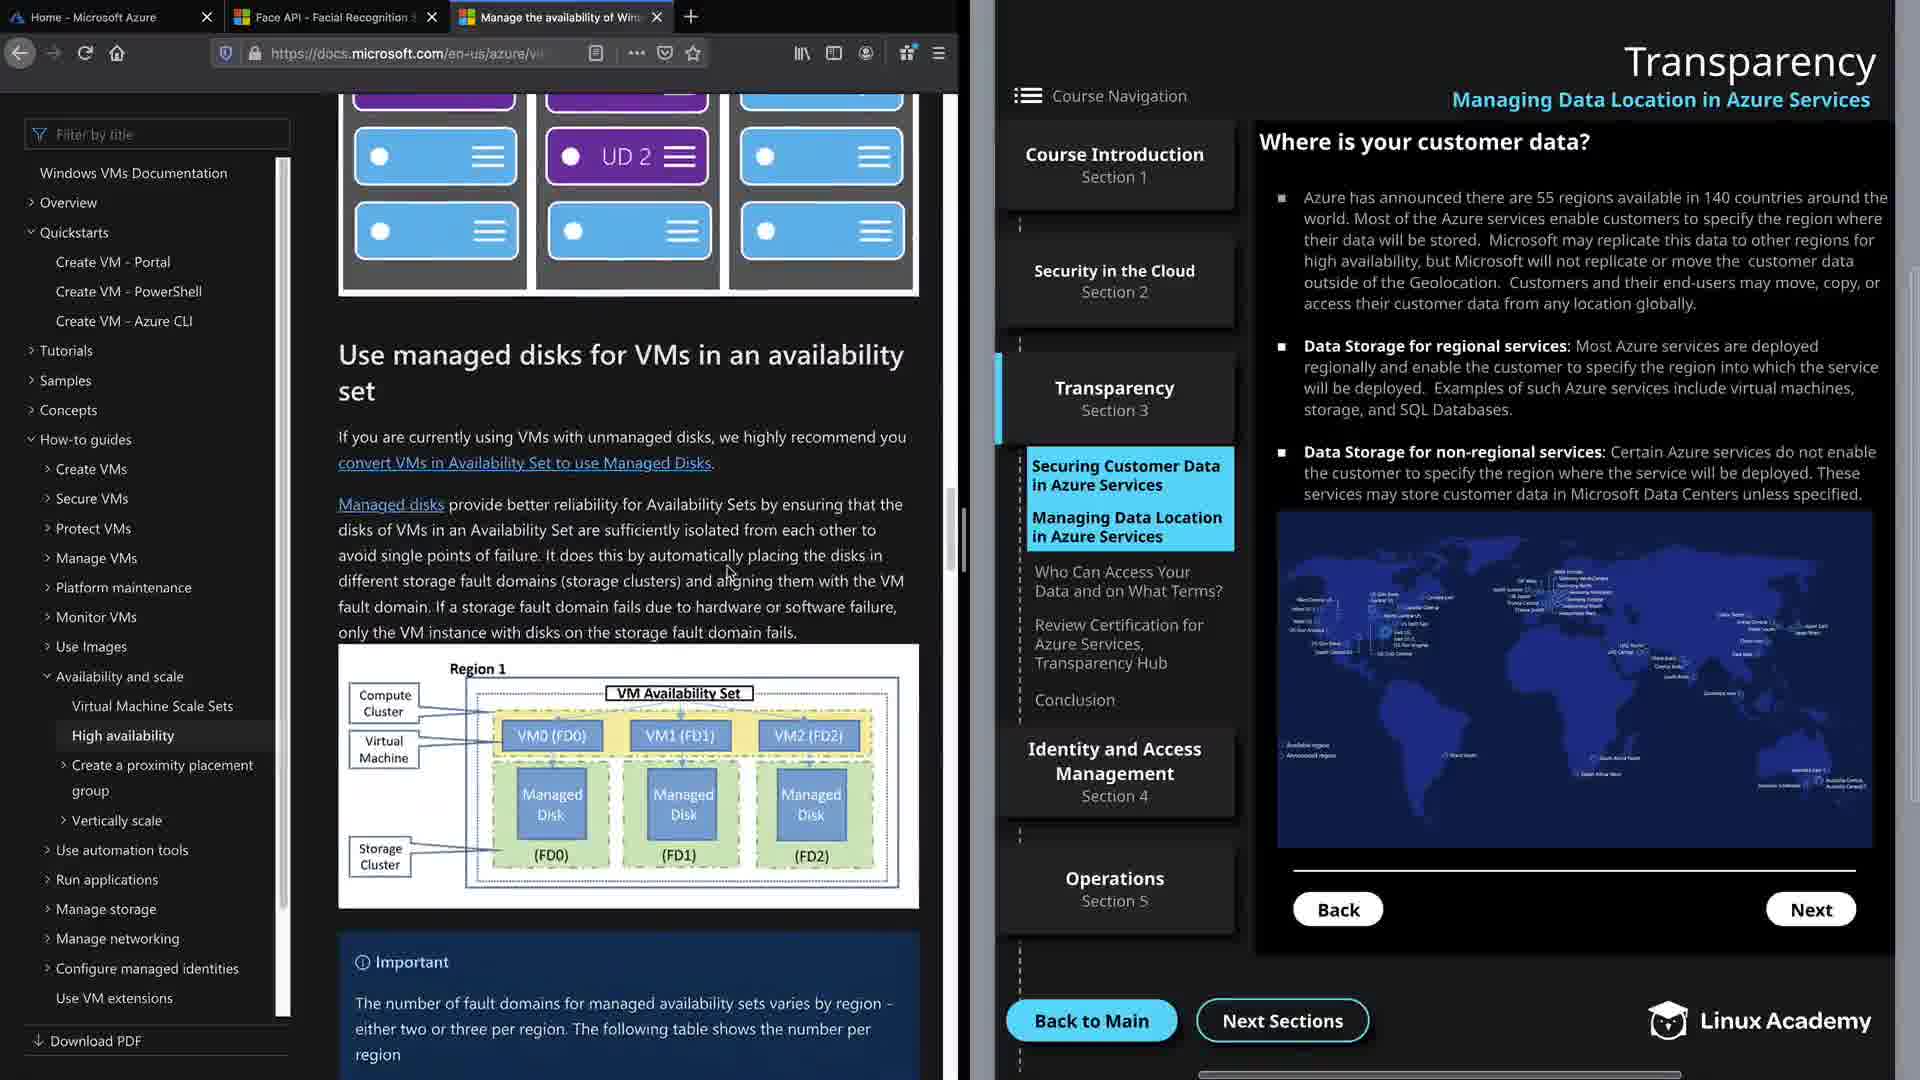 Home - Microsoft Azure
Face API - Facial Recognition
Manage the availability of Win
https://docs.microsoft.com/en-us/azure/vi
Filter by title
Windows VMs Documentation
Overview
Quickstarts
Create VM - Portal
Create VM - PowerShell
Create VM - Azure CLI
Tutorials
Samples
Concepts
How-to guides
Create VMs
Secure VMs
Protect VMs
Manage VMs
Platform maintenance
Monitor VMs
Use Images
Availability and scale
Virtual Machine Scale Sets
High availability
Create a proximity placement
group
Vertically scale
Use automation tools
Run applications
Manage storage
Manage networking
Configure managed identities
Use VM extensions
Download PDF
UD 2
Use managed disks for VMs in an availability
set
If you are currently using VMs with unmanaged disks, we highly recommend you
convert VMs in Availability Set to use Managed Disks.
Managed disks provide better reliability for Availability Sets by ensuring that the
disks of VMs in an Availability Set are sufficiently isolated from each other to
avoid single points of failure. It does this by automatically placing the disks in
different storage fault domains (storage clusters) and aligning them with the VM
fault domain. If a storage fault domain fails due to hardware or software failure,
only the VM instance with disks on the storage fault domain fails.
Region 1
Compute
Cluster
VM Availability Set
Virtual
Machine
VM0 (FD0)
VM1 (FD1)
VM2 (FD2)
Managed
Disk
Managed
Disk
Managed
Disk
Storage
Cluster
(FD0)
(FD1)
(FD2)
Important
The number of fault domains for managed availability sets varies by region -
either two or three per region. The following table shows the number per
region
Transparency
Managing Data Location in Azure Services
Course Navigation
Course Introduction
Section 1
Security in the Cloud
Section 2
Transparency
Section 3
Securing Customer Data
in Azure Services
Managing Data Location
in Azure Services
Who Can Access Your
Data and on What Terms?
Review Certification for
Azure Services,
Transparency Hub
Conclusion
Identity and Access
Management
Section 4
Operations
Section 5
Where is your customer data?
Azure has announced there are 55 regions available in 140 countries around the
world. Most of the Azure services enable customers to specify the region where
their data will be stored. Microsoft may replicate this data to other regions for
high availability, but Microsoft will not replicate or move the customer data
outside of the Geolocation. Customers and their end-users may move, copy, or
access their customer data from any location globally.
Data Storage for regional services: Most Azure services are deployed
regionally and enable the customer to specify the region into which the service
will be deployed. Examples of such Azure services include virtual machines,
storage, and SQL Databases.
Data Storage for non-regional services: Certain Azure services do not enable
the customer to specify the region where the service will be deployed. These
services may store customer data in Microsoft Data Centers unless specified.
Available region
Announced region
Back
Next
Back to Main
Next Sections
Linux Academy